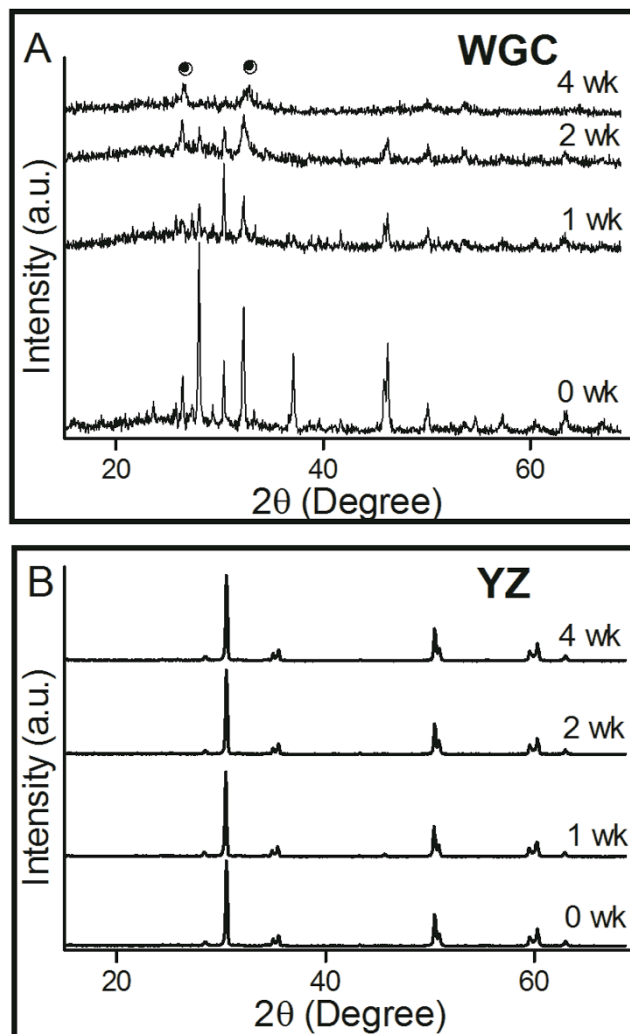 A
WGC
4 wk
2 wk
1 wk
0 wk
Intensity (a.u.)
20 40 60
2θ (Degree)
B
YZ
4 wk
2 wk
1 wk
0 wk
Intensity (a.u.)
20 40 60
2θ (Degree)